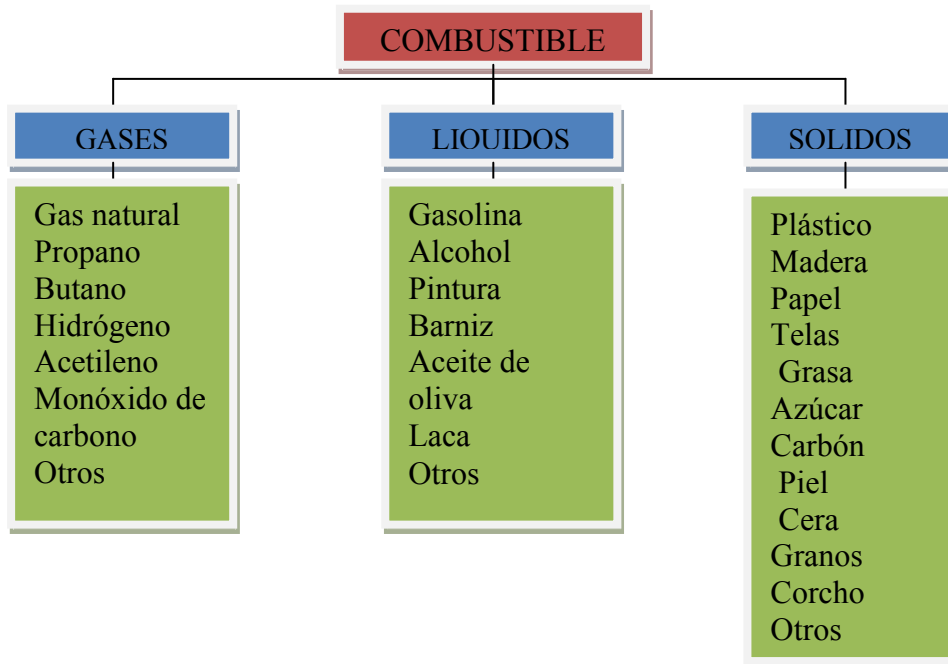 COMBUSTIBLE
GASES
Gas natural
Propano
Butano
Hidrógeno
Acetileno
Monóxido de
carbono
Otros
LIOUIDOS
Gasolina
Alcohol
Pintura
Barniz
Aceite de
oliva
Laca
Otros
SOLIDOS
Plástico
Madera
Papel
Telas
Grasa
Azúcar
Carbón
Piel
Cera
Granos
Corcho
Otros